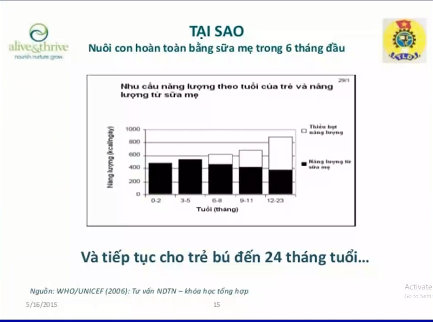 alive&thrive
nourish. nurture. grow.
TẠI SAO
Nuôi con hoàn toàn bằng sữa mẹ trong 6 tháng đầu
29/1
Nhu cầu năng lượng theo tuổi của trẻ và năng
lượng từ sữa mẹ
Năng lượng (kcal/ngày)
1000
800
600
400
200
0
0-2 3-5 6-8 9-11 12-23
Tuổi (tháng)
Thiếu hụt
năng lượng
Năng lượng từ
sữa mẹ
Và tiếp tục cho trẻ bú đến 24 tháng tuổi...
Nguồn: WHO/UNICEF (2006): Tư vấn NDTN – khóa học tổng hợp
5/16/2015
15
Activate